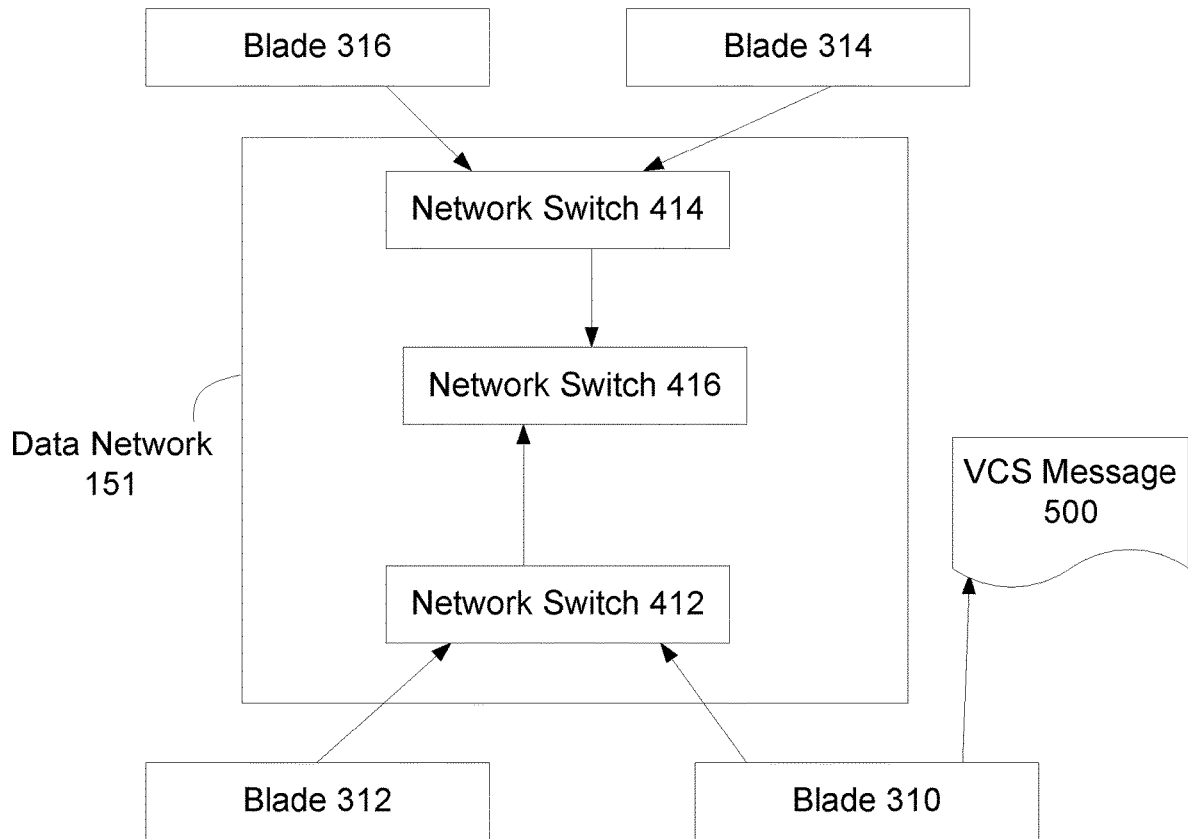 Blade 316
Blade 314
Network Switch 414
Network Switch 416
Data Network
151
VCS Message
500
Network Switch 412
Blade 312
Blade 310